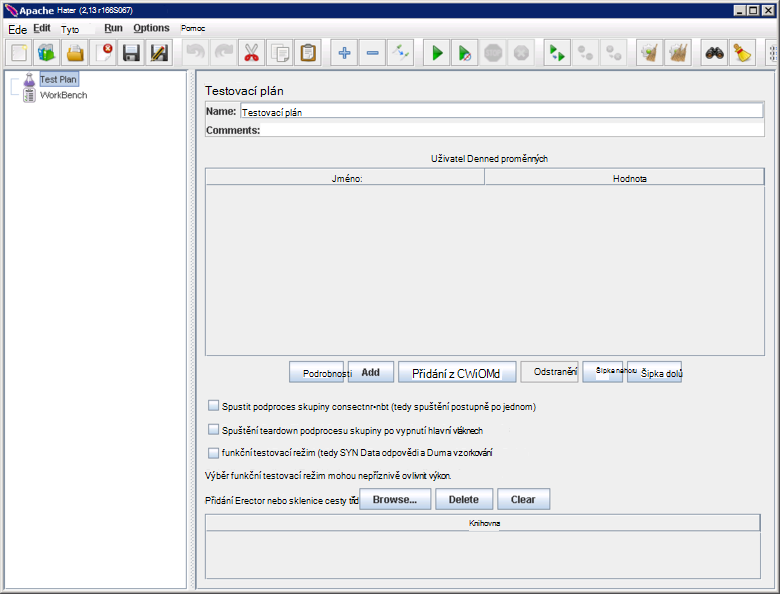 Apache Hater (2,13 r166S067)
Ede Edit Tyto Run Options Pomoc
Test Plan
WorkBench
Testovací plán
Name: Testovací plán
Comments:
Uživatel Denned proměnných
Jméno: Hodnota
Podrobnosti Add Přidání z CWiOMd Odstranění Šipka nahoru Šipka dolů
Spustit podproces skupiny consectnr•nbt (tedy spuštění postupně po jednom)
Spuštění teardown podprocesu skupiny po vypnutí hlavní vláknech
funkční testovací režim (tedy SYN Data odpovědi a Duma vzorkování
Výběr funkční testovací režim mohou nepříznivě ovlivnit výkon.
Přidání Erector nebo sklenice cesty tříd Browse... Delete Clear
Knihovna